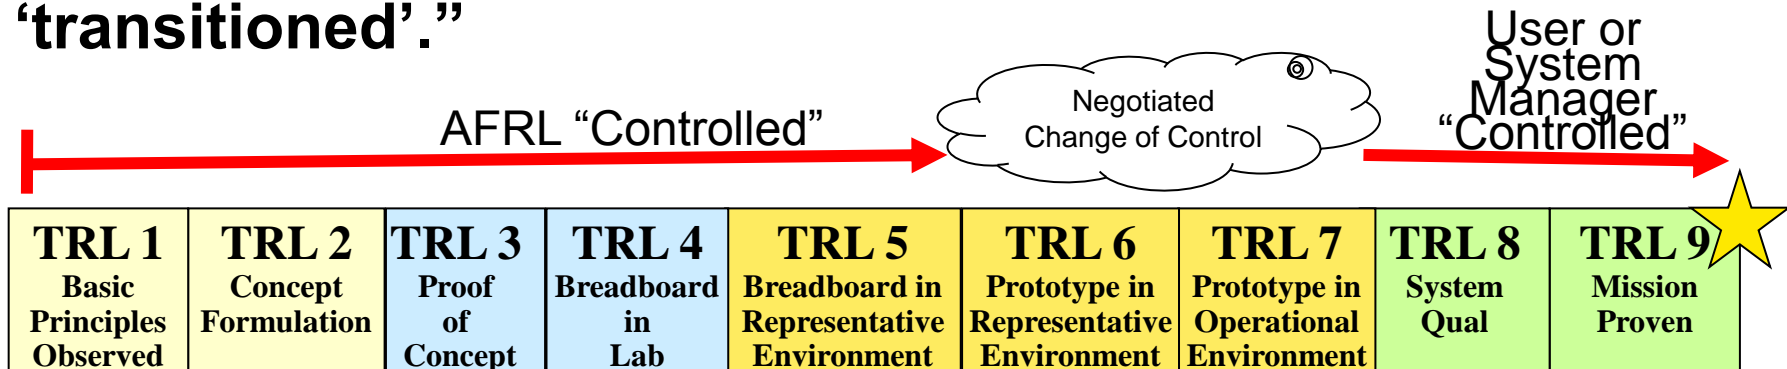 ‘transitioned’.”
User or
System
Manager
“Controlled”
AFRL “Controlled”
Negotiated
Change of Control
TRL 1
Basic
Principles
Observed
TRL 2
Concept
Formulation
TRL 3
Proof
of
Concept
TRL 4
Breadboard
in
Lab
TRL 5
Breadboard in
Representative
Environment
TRL 6
Prototype in
Representative
Environment
TRL 7
Prototype in
Operational
Environment
TRL 8
System
Qual
TRL 9
Mission
Proven